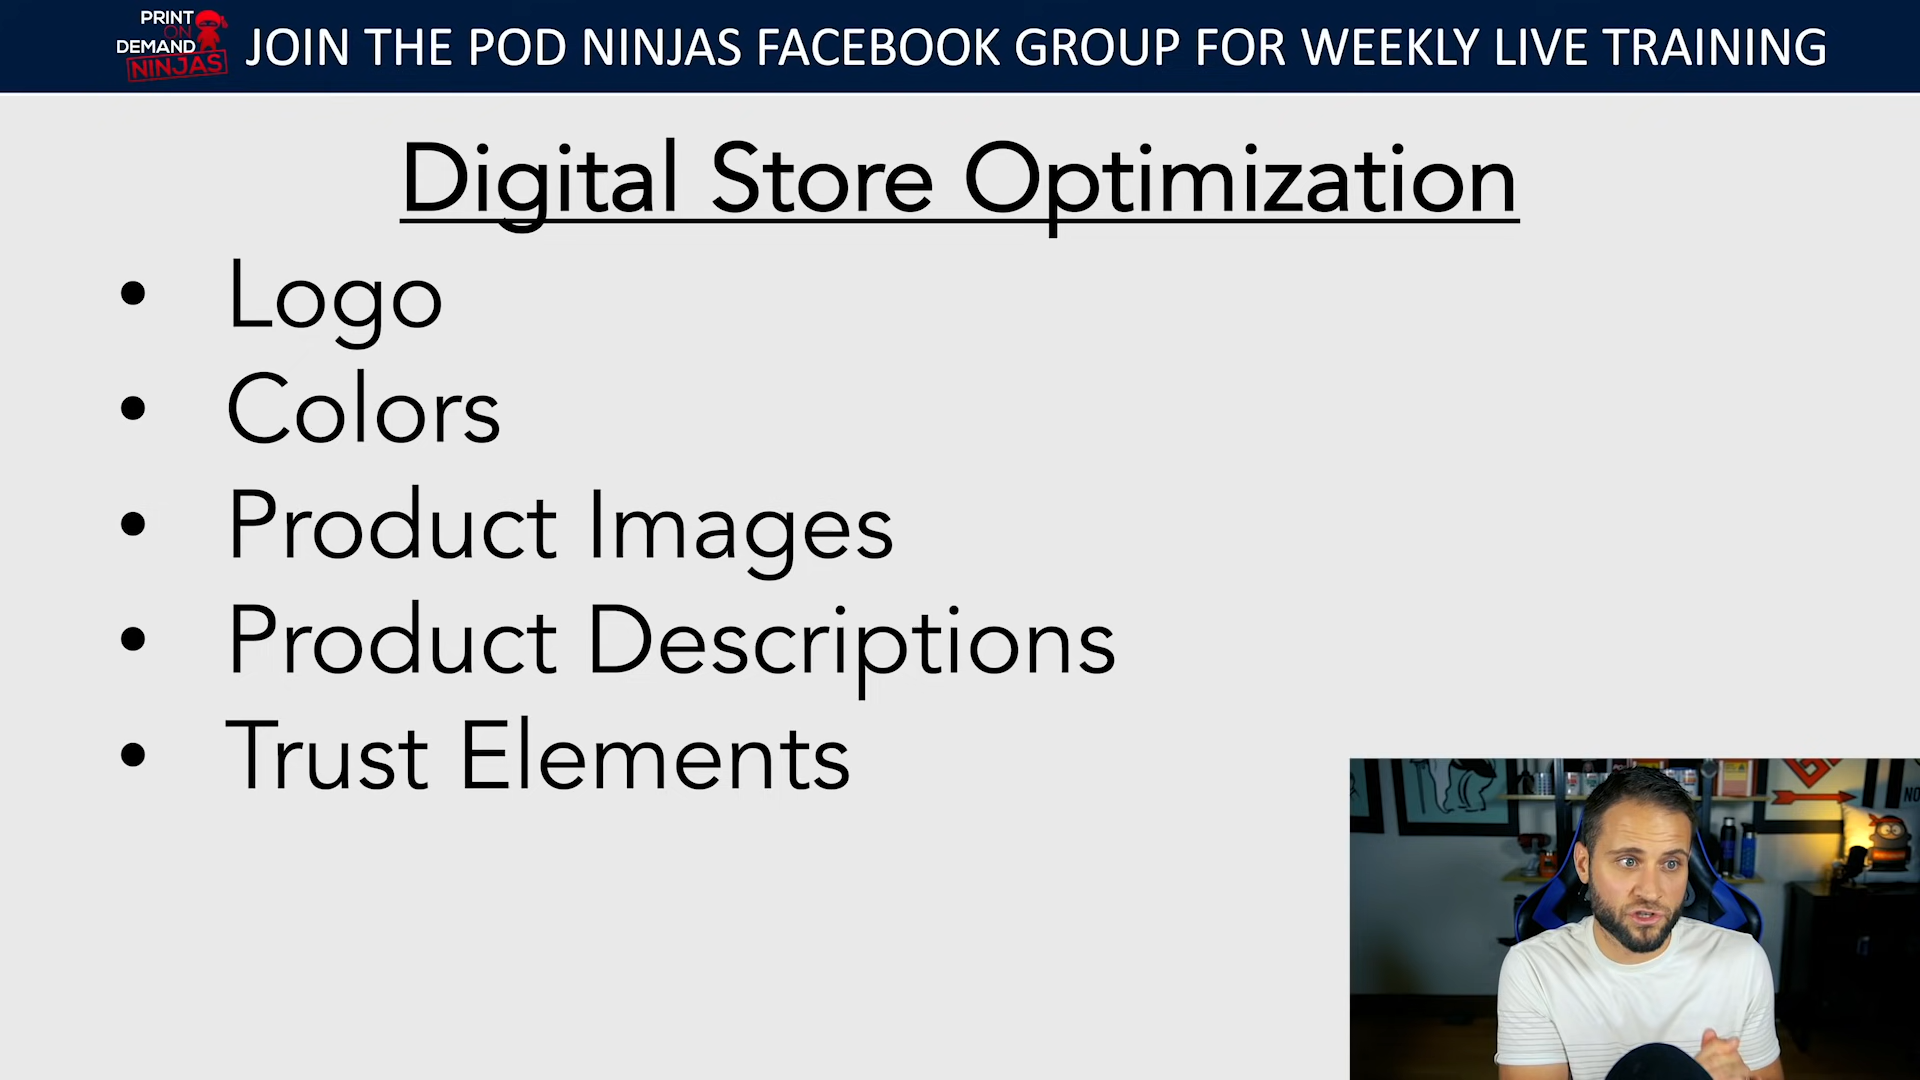 PRINT
ON
DEMAND
NINJAS
JOIN THE POD NINJAS FACEBOOK GROUP FOR WEEKLY LIVE TRAINING
Digital Store Optimization
• Logo
• Colors
• Product Images
• Product Descriptions
• Trust Elements
NO